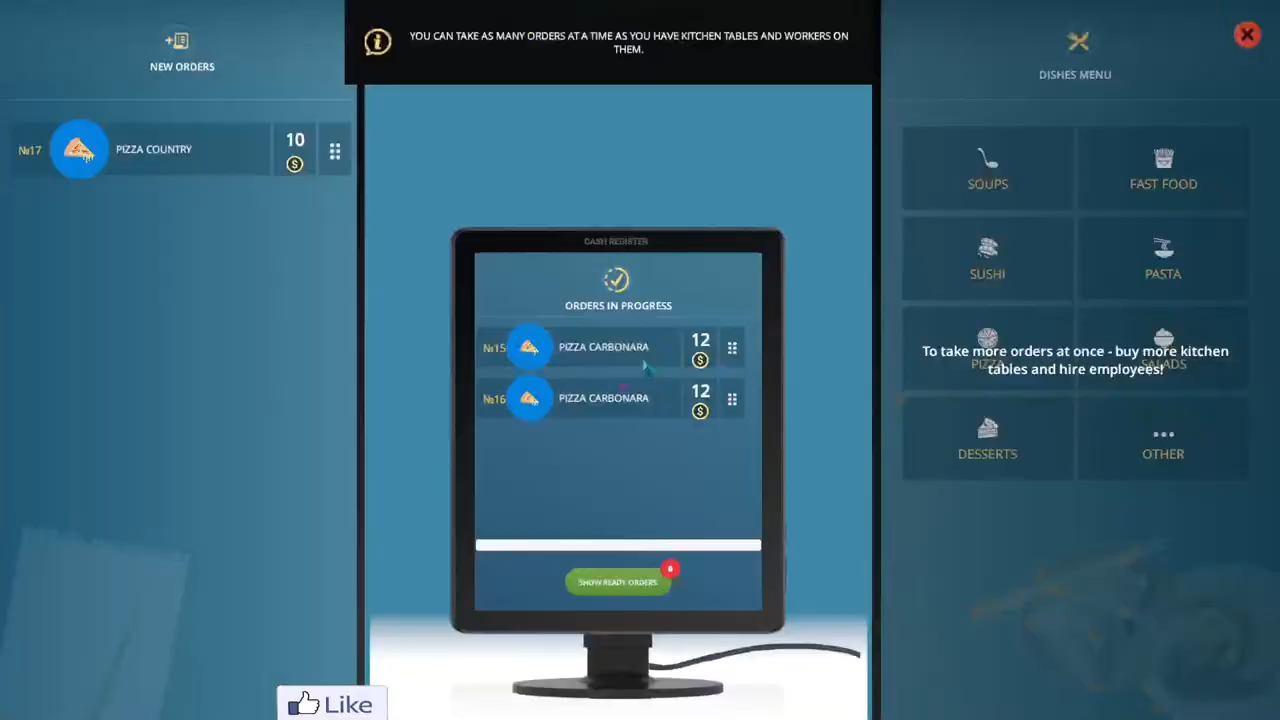 NEW ORDERS
№17 PIZZA COUNTRY 10
YOU CAN TAKE AS MANY ORDERS AT A TIME AS YOU HAVE KITCHEN TABLES AND WORKERS ON
THEM.
CASH REGISTER
ORDERS IN PROGRESS
№15 PIZZA CARBONARA 12
№16 PIZZA CARBONARA 12
SHOW READY ORDERS
DISHES MENU
SOUPS
FAST FOOD
SUSHI
PASTA
PIZZA
SALADS
To take more orders at once - buy more kitchen
tables and hire employees!
DESSERTS
OTHER
Like